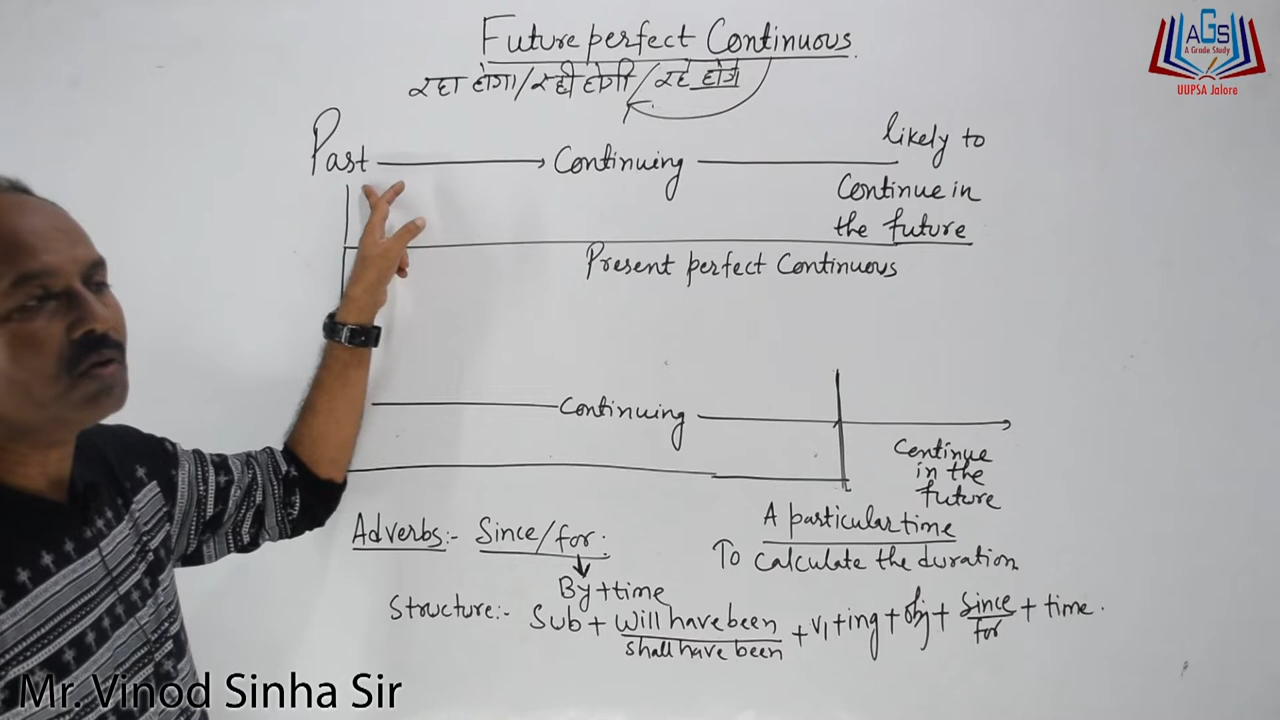 Future perfect Continuous.
रहा होगा/रही होगी/रहे होंगे
Past → Continuing likely to
Continue in
the future
Present perfect Continuous
Continuing
Continue
in the
future
A particular time
To calculate the duration
Adverbs:- Since/for.
By+time
Structure:- Sub + will have been / shall have been + V1 + ing + obj + Since/for + time.
AGS
A Grade Study
UUPSA Jalore
Mr. Vinod Sinha Sir